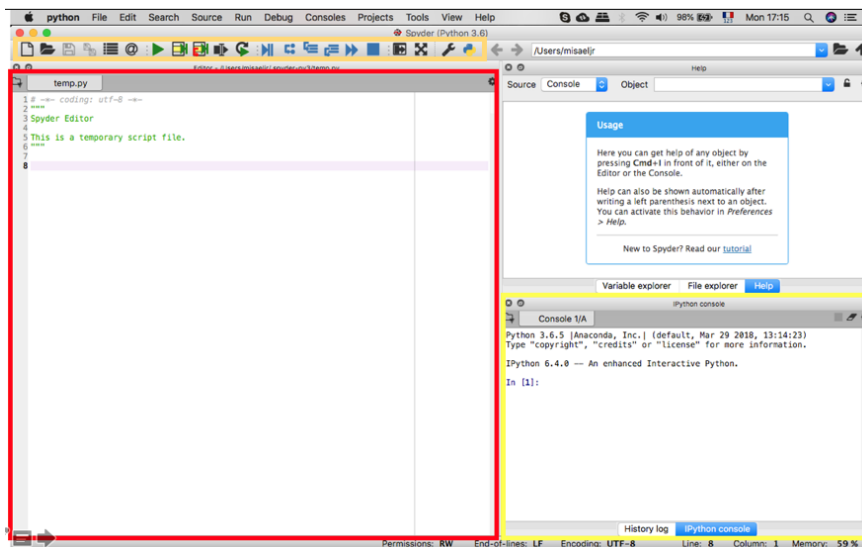 python File Edit Search Source Run Debug Consoles Projects Tools View Help 98% Mon 17:15
Spyder (Python 3.6)
/Users/misaeljr
Editor - /Users/misaeljr/.spyder-py3/temp.py
Help
temp.py
Source Console Object
1 # -*- coding: utf-8 -*-
2 """
3 Spyder Editor
4
5 This is a temporary script file.
6 """
7
8
Usage
Here you can get help of any object by
pressing Cmd+I in front of it, either on the
Editor or the Console.
Help can also be shown automatically after
writing a left parenthesis next to an object.
You can activate this behavior in Preferences
> Help.
New to Spyder? Read our tutorial
Variable explorer File explorer Help
IPython console
Console 1/A
Python 3.6.5 |Anaconda, Inc.| (default, Mar 29 2018, 13:14:23)
Type "copyright", "credits" or "license" for more information.
IPython 6.4.0 -- An enhanced Interactive Python.
In [1]:
History log IPython console
Permissions: RW End-of-lines: LF Encoding: UTF-8 Line: 8 Column: 1 Memory: 59 %